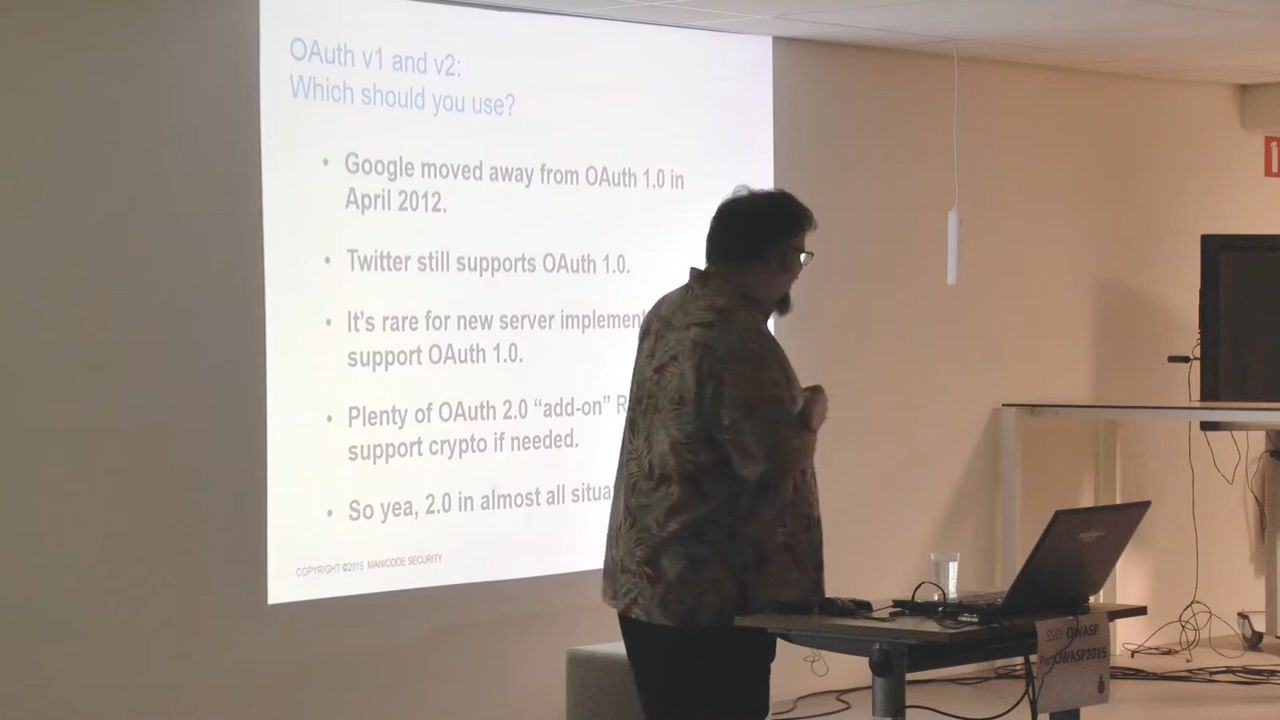 OAuth v1 and v2:
Which should you use?
• Google moved away from OAuth 1.0 in
April 2012.
• Twitter still supports OAuth 1.0.
• It's rare for new server implement
support OAuth 1.0.
• Plenty of OAuth 2.0 “add-on” R
support crypto if needed.
• So yea, 2.0 in almost all situa
COPYRIGHT ©2015 MANICODE SECURITY
SSID: OWASP
OWASP2015